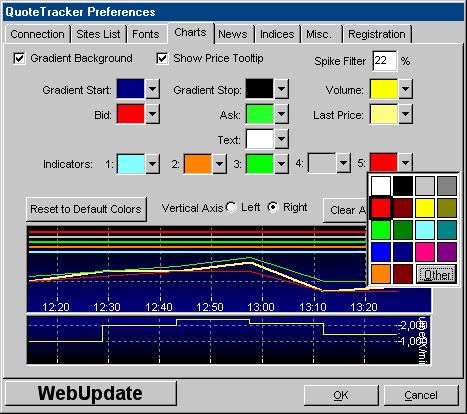 QuoteTracker Preferences
Connection Sites List Fonts Charts News Indices Misc. Registration
Gradient Background Show Price Tooltip Spike Filter 22 %
Gradient Start: Gradient Stop: Volume:
Bid: Ask: Last Price:
Text:
Indicators: 1: 2: 3: 4: 5:
Reset to Default Colors Vertical Axis Left Right Clear A
Other
12:20 12:30 12:40 12:50 13:00 13:10 13:20
-2,000
-1,000
WebUpdate OK Cancel